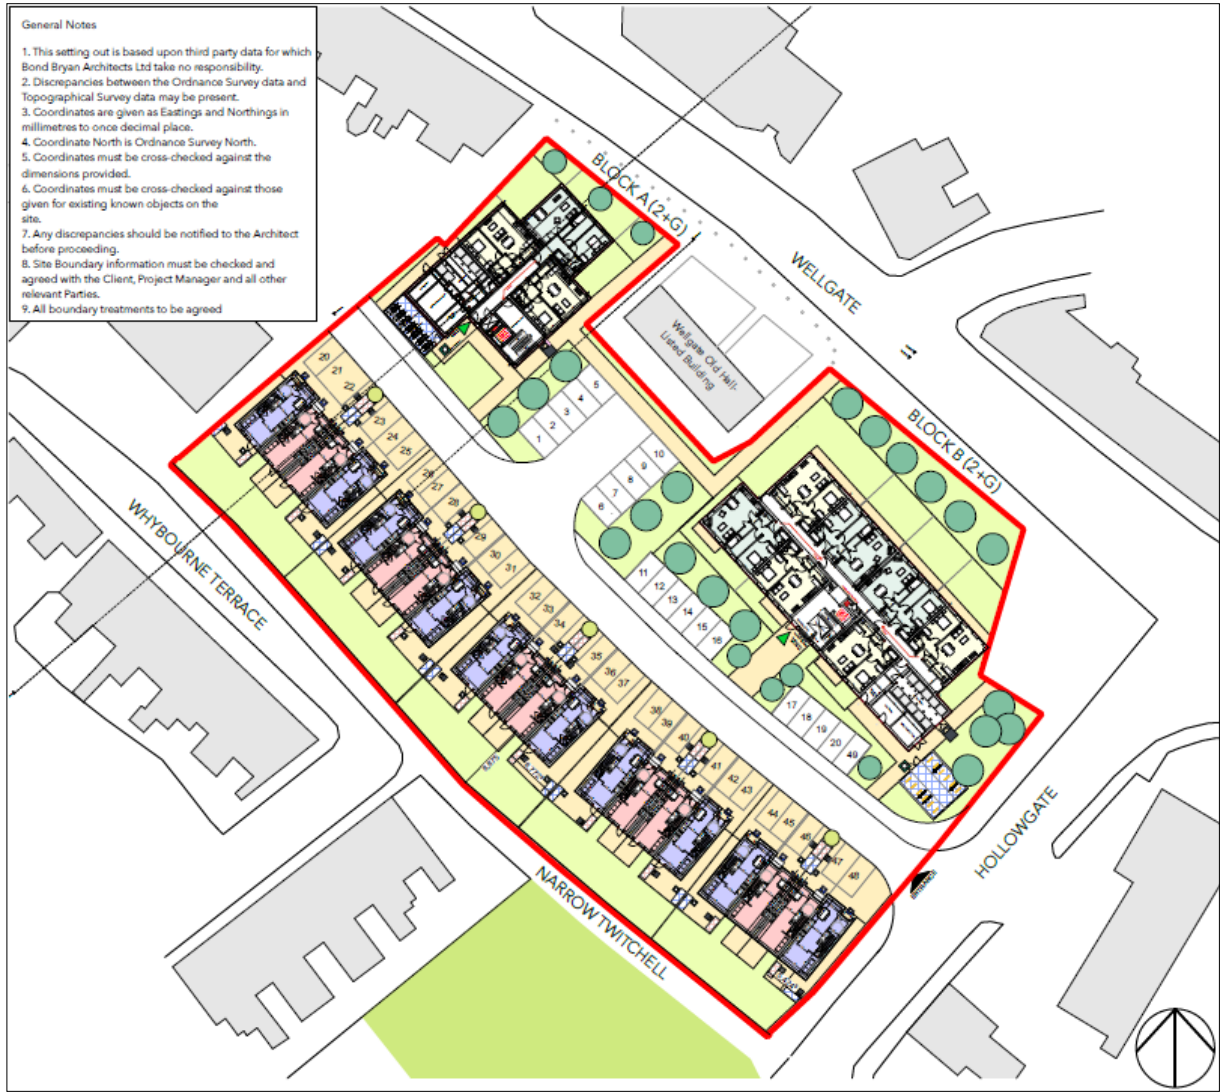 General Notes
1. This setting out is based upon third party data for which
Bond Bryan Architects Ltd take no responsibility.
2. Discrepancies between the Ordnance Survey data and
Topographical Survey data may be present.
3. Coordinates are given as Eastings and Northings in
millimetres to once decimal place.
4. Coordinate North is Ordnance Survey North.
5. Coordinates must be cross-checked against the
dimensions provided.
6. Coordinates must be cross-checked against those
given for existing known objects on the
site.
7. Any discrepancies should be notified to the Architect
before proceeding.
8. Site Boundary information must be checked and
agreed with the Client, Project Manager and all other
relevant Parties.
9. All boundary treatments to be agreed
BLOCK A (2+G)
WELLGATE
Wellgate Old Hall-
Listed Building
BLOCK B (2+G)
WHYBOURNE TERRACE
NARROW TWITCHELL
HOLLOWGATE
ENTRANCE
1
2
3
4
5
6
7
8
9
10
11
12
13
14
15
16
17
18
19
20
49
20
21
22
23
24
25
26
27
28
29
30
31
32
33
34
35
36
37
38
39
40
41
42
43
44
45
46
47
48